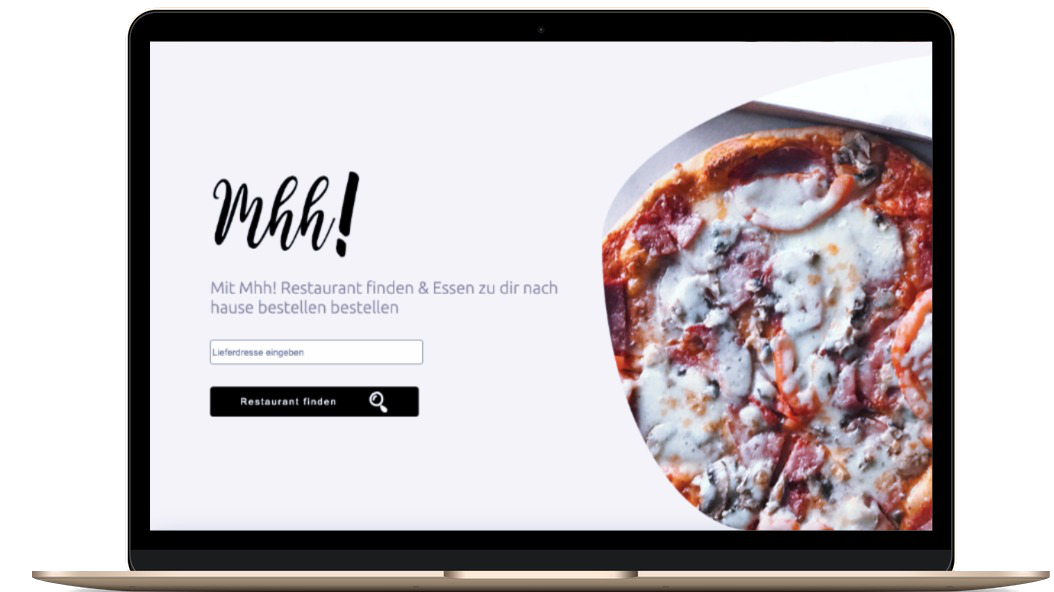 Mhh!
Mit Mhh! Restaurant finden & Essen zu dir nach
hause bestellen bestellen
Lieferdresse eingeben
Restaurant finden